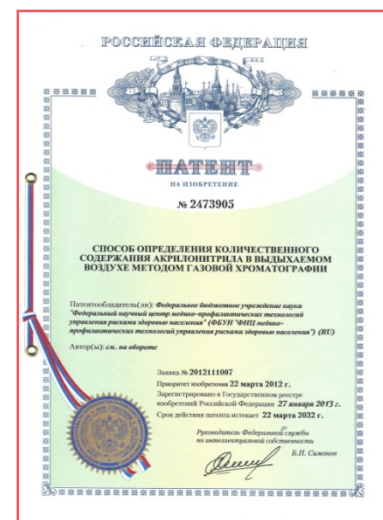 РОССИЙСКАЯ ФЕДЕРАЦИЯ
ПАТЕНТ
НА ИЗОБРЕТЕНИЕ
№ 2473905
СПОСОБ ОПРЕДЕЛЕНИЯ КОЛИЧЕСТВЕННОГО
СОДЕРЖАНИЯ АКРИЛОНИТРИЛА В ВЫДЫХАЕМОМ
ВОЗДУХЕ МЕТОДОМ ГАЗОВОЙ ХРОМАТОГРАФИИ
Патентообладатель(ли): Федеральное бюджетное учреждение науки
"Федеральный научный центр медико-профилактических технологий
управления рисками здоровью населения" (ФБУН "ФНЦ медико-
профилактических технологий управления рисками здоровью населения") (RU)
Автор(ы): см. на обороте
Заявка № 2012111007
Приоритет изобретения 22 марта 2012 г.
Зарегистрировано в Государственном реестре
изобретений Российской Федерации 27 января 2013 г.
Срок действия патента истекает 22 марта 2032 г.
Руководитель Федеральной службы
по интеллектуальной собственности
Б.П. Симонов